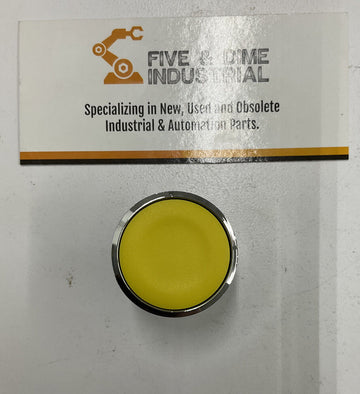 FIVE & DIME
INDUSTRIAL
Specializing in New, Used and Obsolete
Industrial & Automation Parts.